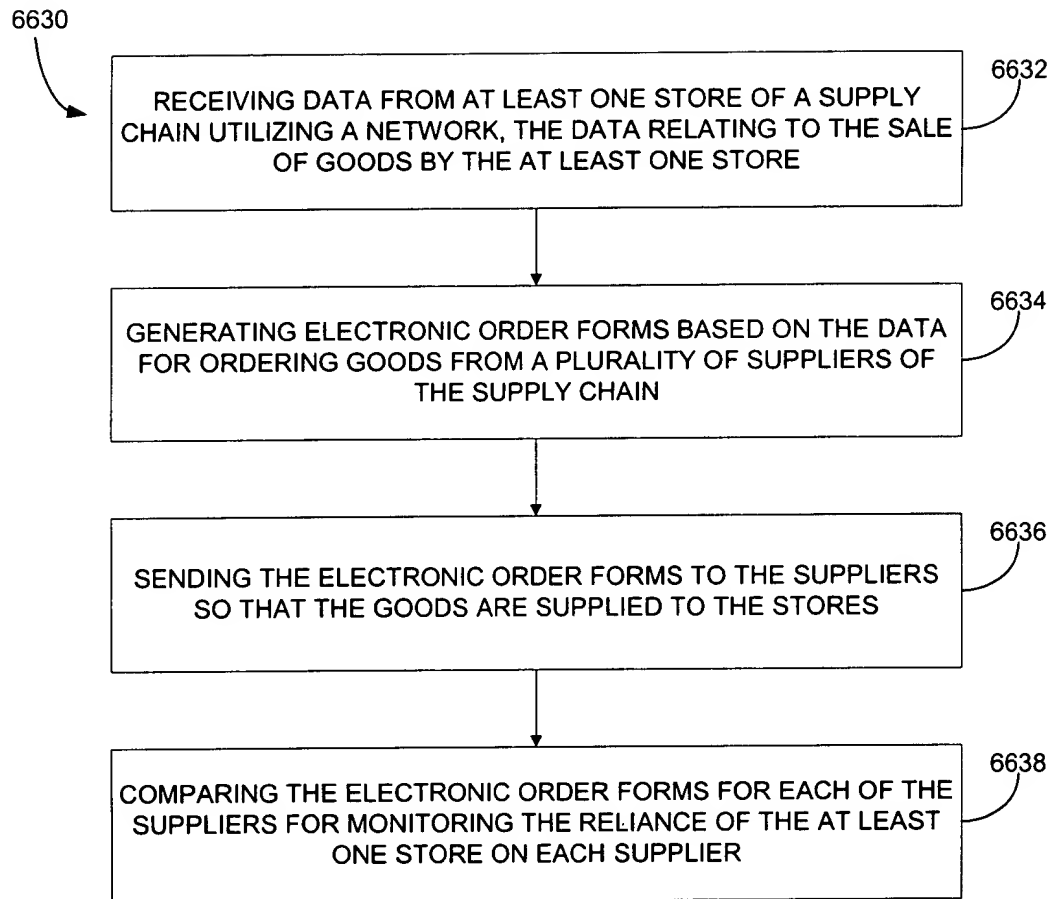 6630
6632
RECEIVING DATA FROM AT LEAST ONE STORE OF A SUPPLY
CHAIN UTILIZING A NETWORK, THE DATA RELATING TO THE SALE
OF GOODS BY THE AT LEAST ONE STORE
6634
GENERATING ELECTRONIC ORDER FORMS BASED ON THE DATA
FOR ORDERING GOODS FROM A PLURALITY OF SUPPLIERS OF
THE SUPPLY CHAIN
6636
SENDING THE ELECTRONIC ORDER FORMS TO THE SUPPLIERS
SO THAT THE GOODS ARE SUPPLIED TO THE STORES
6638
COMPARING THE ELECTRONIC ORDER FORMS FOR EACH OF THE
SUPPLIERS FOR MONITORING THE RELIANCE OF THE AT LEAST
ONE STORE ON EACH SUPPLIER